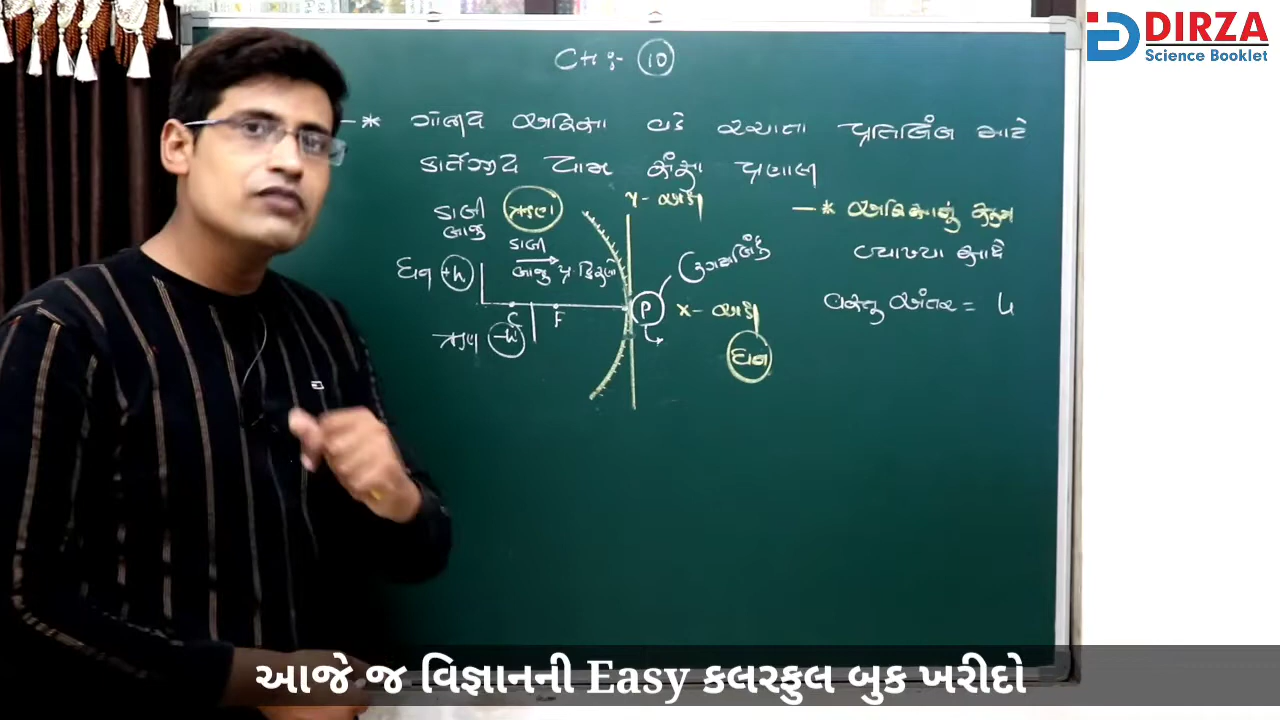 DIRZA
Science Booklet
CH :- 10
-* ગોલીય અરીસા વડે રચાતા પ્રતિબિંબ માટે
કાર્તેઝીય યામ સંજ્ઞા પ્રણાલી
ડાબી બાજુ
ઋણ
y - અક્ષ
ડાબી બાજુ
ધન +h
ઋણ -h
C
F
P
ઉગમબિંદુ
x - અક્ષ
ધન
-* અરીસાનું સૂત્ર
વ્યાખ્યા આપો
વસ્તુ અંતર = u
આજે જ વિજ્ઞાનની Easy કલરફુલ બુક ખરીદો